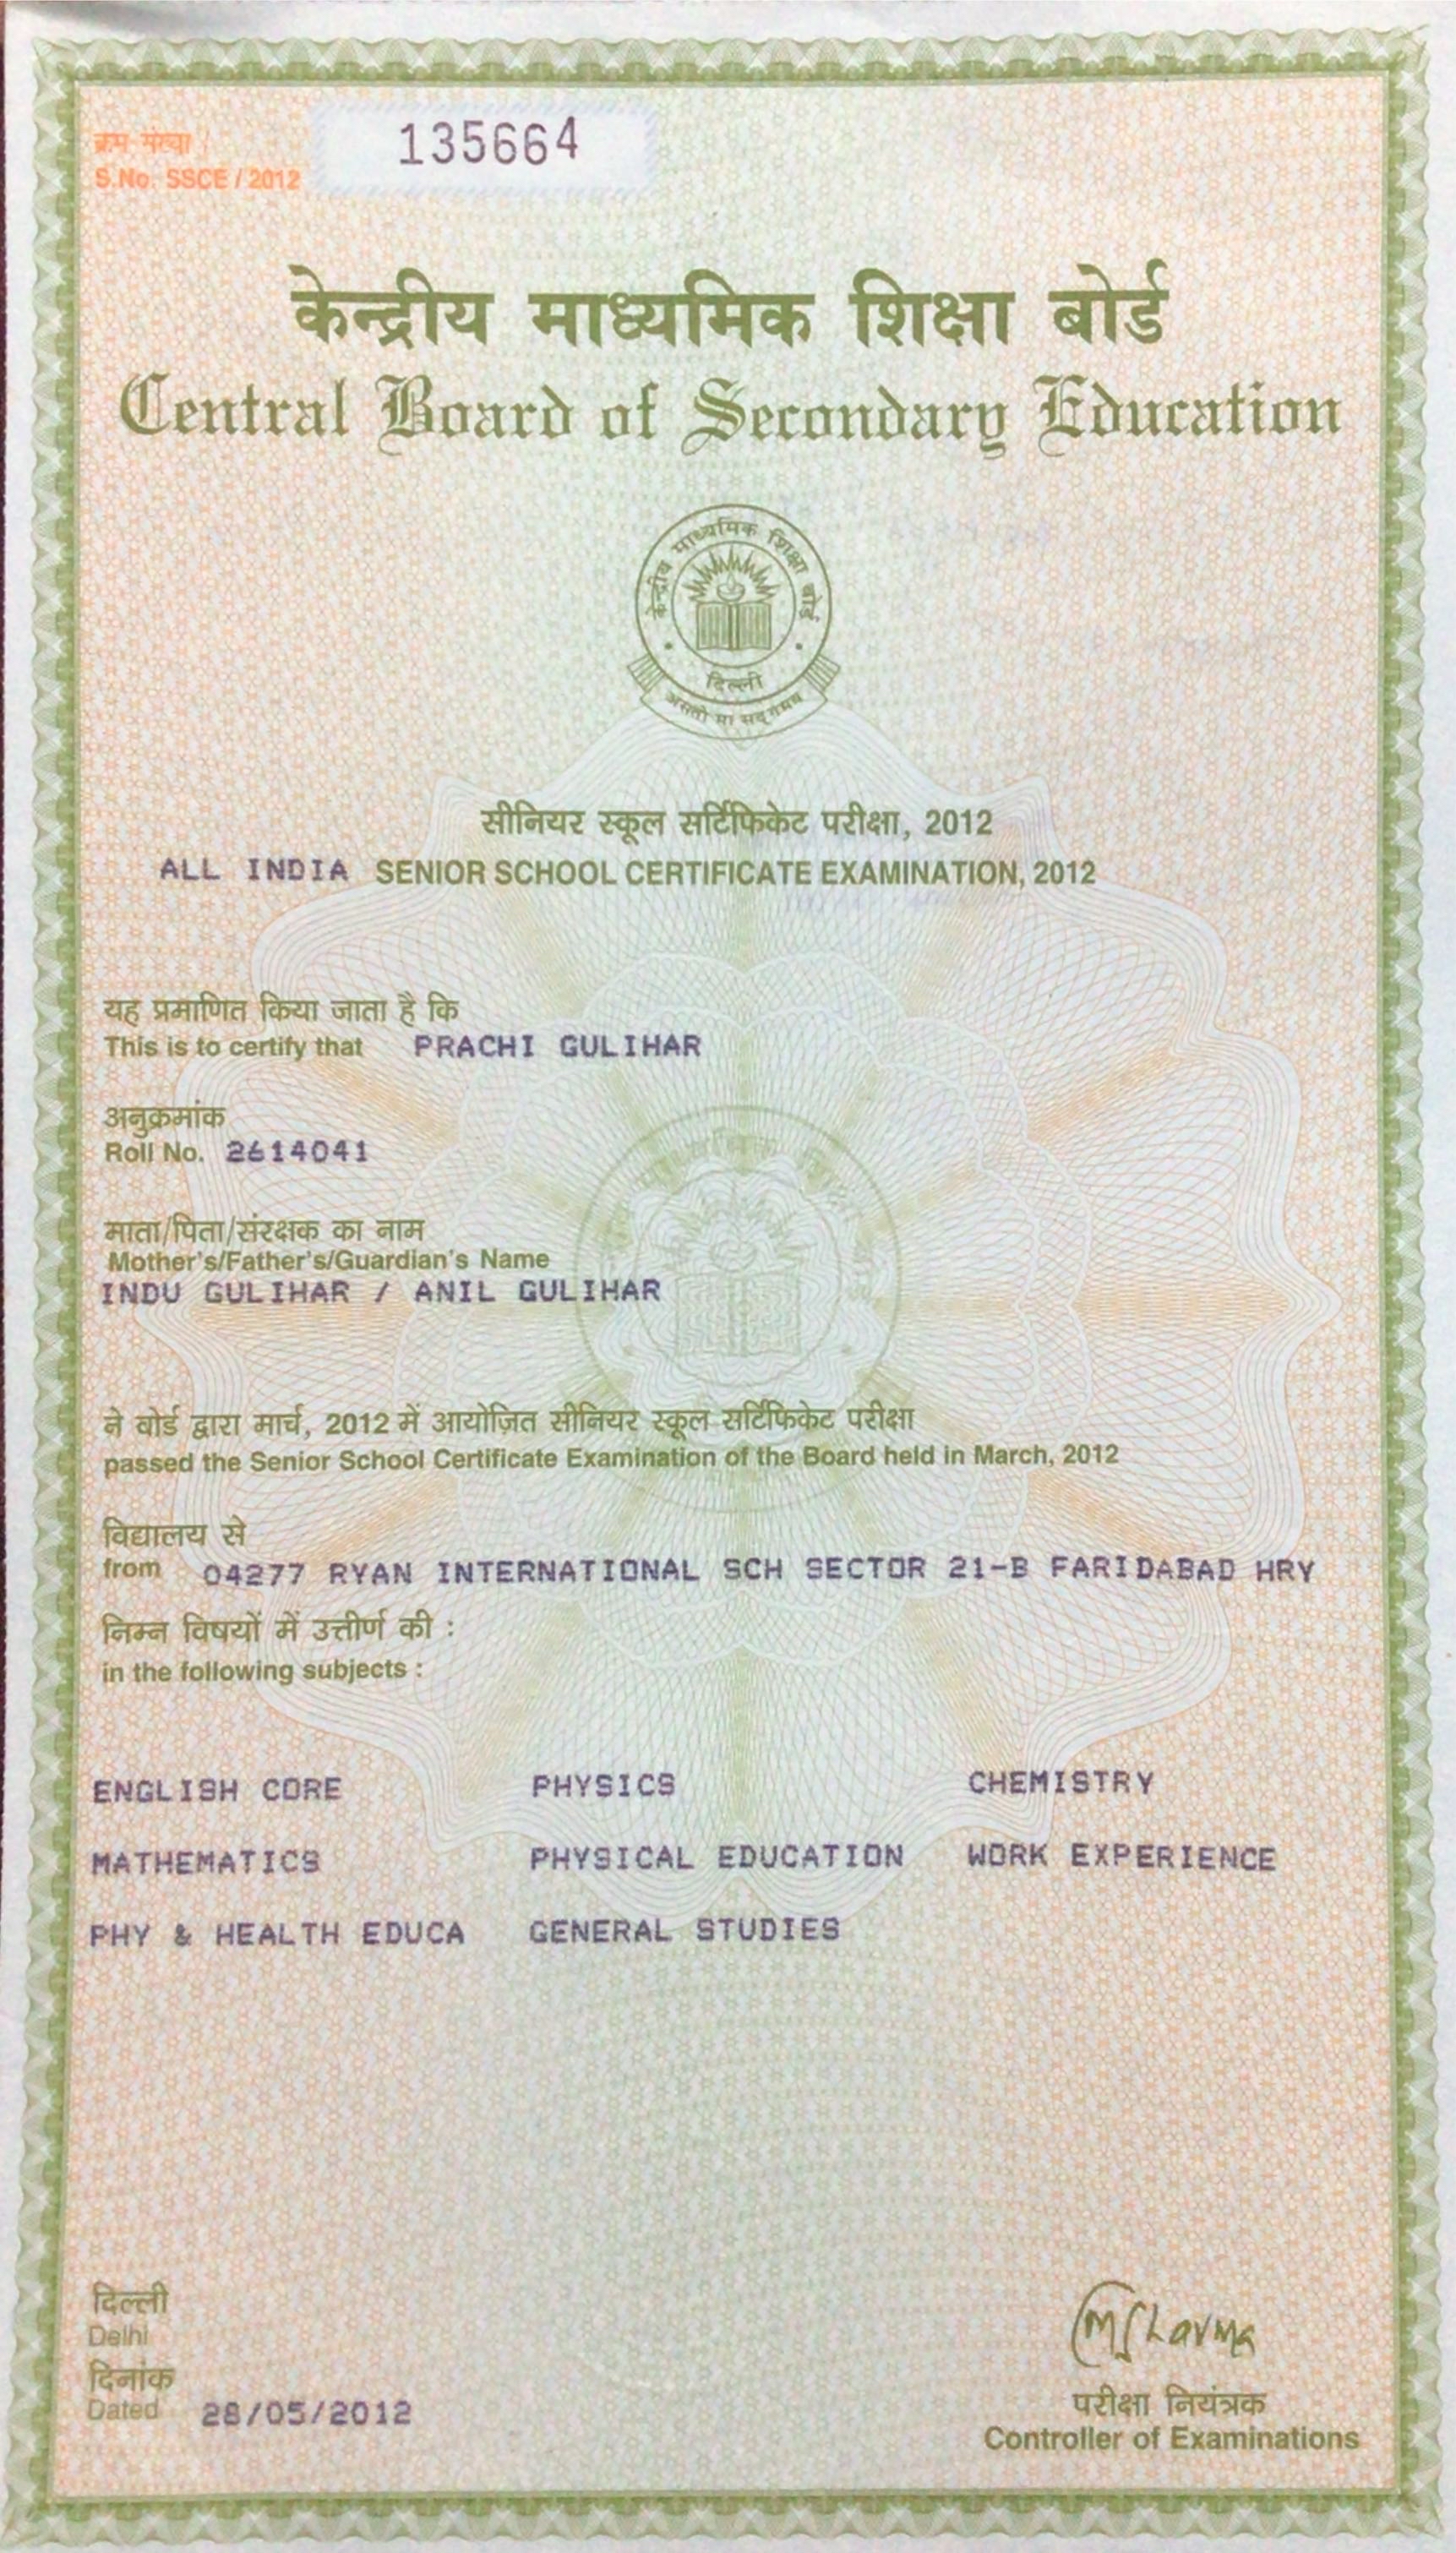 क्रम संख्या /
S.No. SSCE / 2012
135664
केन्द्रीय माध्यमिक शिक्षा बोर्ड
Central Board of Secondary Education
केन्द्रीय माध्यमिक शिक्षा बोर्ड
दिल्ली
असतो मा सद् गमय
सीनियर स्कूल सर्टिफिकेट परीक्षा, 2012
ALL INDIA SENIOR SCHOOL CERTIFICATE EXAMINATION, 2012
यह प्रमाणित किया जाता है कि
This is to certify that PRACHI GULIHAR
अनुक्रमांक
Roll No. 2614041
माता/पिता/संरक्षक का नाम
Mother's/Father's/Guardian's Name
INDU GULIHAR / ANIL GULIHAR
ने बोर्ड द्वारा मार्च, 2012 में आयोज़ित सीनियर स्कूल सर्टिफिकेट परीक्षा
passed the Senior School Certificate Examination of the Board held in March, 2012
विद्यालय से
from 04277 RYAN INTERNATIONAL SCH SECTOR 21-B FARIDABAD HRY
निम्न विषयों में उत्तीर्ण की :
in the following subjects :
ENGLISH CORE PHYSICS CHEMISTRY
MATHEMATICS PHYSICAL EDUCATION WORK EXPERIENCE
PHY & HEALTH EDUCA GENERAL STUDIES
दिल्ली
Delhi
दिनांक
Dated 28/05/2012
MSharma
परीक्षा नियंत्रक
Controller of Examinations